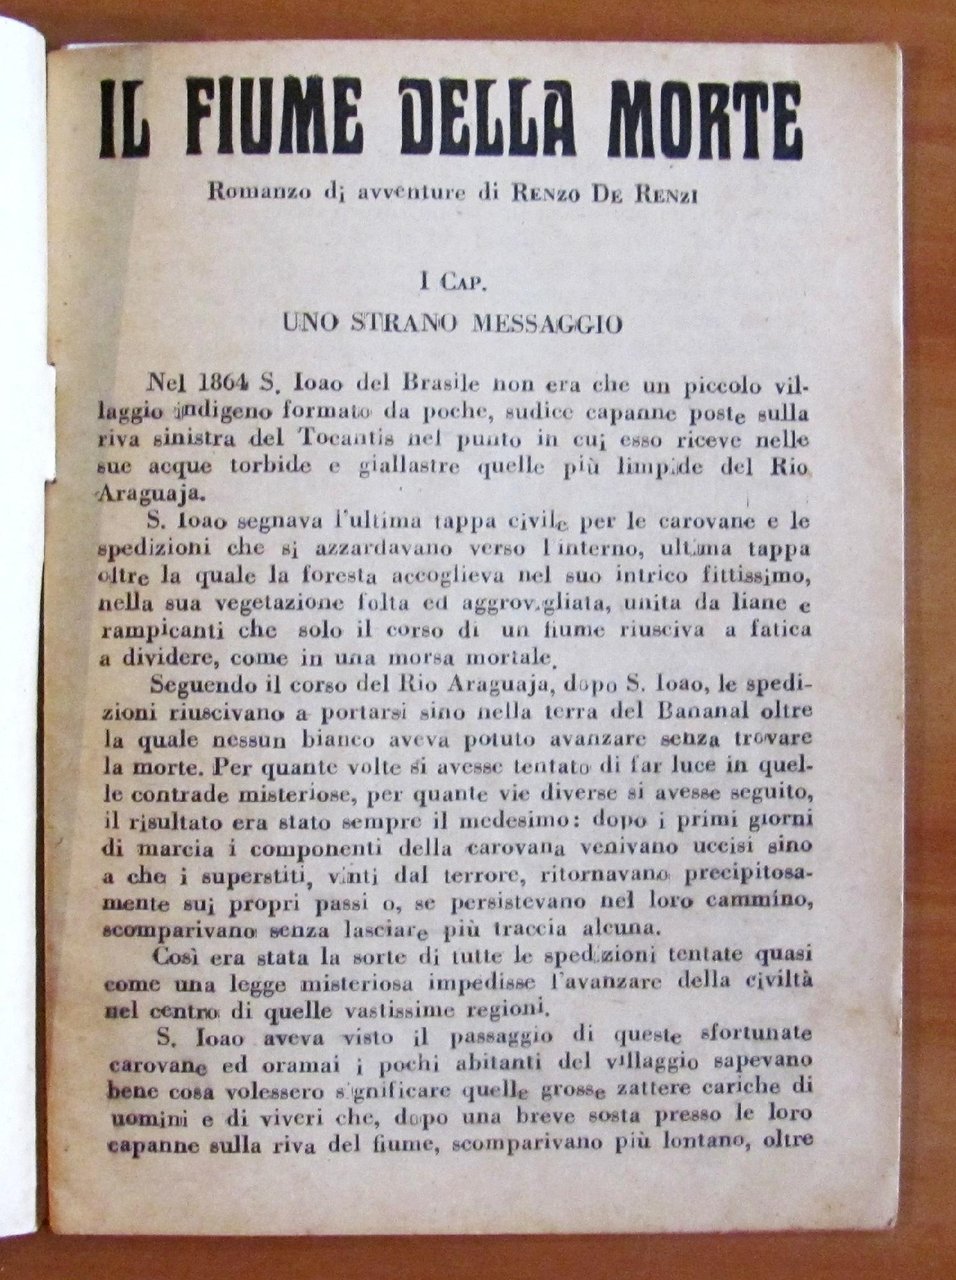 IL FIUME DELLA MORTE
Romanzo di avventure di RENZO DE RENZI
I CAP.
UNO STRANO MESSAGGIO
Nel 1864 S. Ioao del Brasile non era che un piccolo vil-
laggio indigeno formato da poche, sudice capanne poste sulla
riva sinistra del Tocantis nel punto in cui esso riceve nelle
sue acque torbide e giallastre quelle più limpide del Rio
Araguaja.
S. Ioao segnava l'ultima tappa civile per le carovane e le
spedizioni che si azzardavano verso l'interno, ultima tappa
oltre la quale la foresta accoglieva nel suo intrico fittissimo,
nella sua vegetazione folta ed aggrovigliata, unita da liane e
rampicanti che solo il corso di un fiume riusciva a fatica
a dividere, come in una morsa mortale.
Seguendo il corso del Rio Araguaja, dopo S. Ioao, le spedi-
zioni riuscivano a portarsi sino nella terra del Bananal oltre
la quale nessun bianco aveva potuto avanzare senza trovare
la morte. Per quante volte si avesse tentato di far luce in quel-
le contrade misteriose, per quante vie diverse si avesse seguito,
il risultato era stato sempre il medesimo: dopo i primi giorni
di marcia i componenti della carovana venivano uccisi sino
a che i superstiti, vinti dal terrore, ritornavano precipitosa-
mente sui propri passi o, se persistevano nel loro cammino,
scomparivano senza lasciare più traccia alcuna.
Così era stata la sorte di tutte le spedizioni tentate quasi
come una legge misteriosa impedisse l'avanzare della civiltà
nel centro di quelle vastissime regioni.
S. Ioao aveva visto il passaggio di queste sfortunate
carovane ed oramai i pochi abitanti del villaggio sapevano
bene cosa volessero significare quelle grosse zattere cariche di
uomini e di viveri che, dopo una breve sosta presso le loro
capanne sulla riva del fiume, scomparivano più lontano, oltre